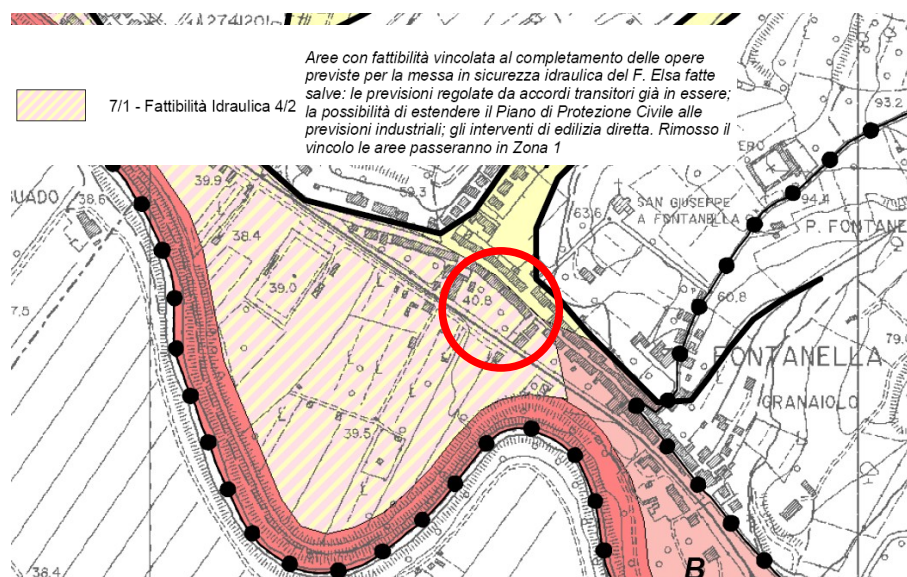 Aree con fattibilità vincolata al completamento delle opere
previste per la messa in sicurezza idraulica del F. Elsa fatte
salve: le previsioni regolate da accordi transitori già in essere;
la possibilità di estendere il Piano di Protezione Civile alle
previsioni industriali; gli interventi di edilizia diretta. Rimosso il
vincolo le aree passeranno in Zona 1
7/1 - Fattibilità Idraulica 4/2
93.2
39.9
59.3
38.6
SAN GIUSEPPE
A FONTANELLA
63.6
94.4
P. FONTANE
38.4
39.0
40.8
60.8
7.5
79.0
FONTANELLA
GRANAIOLO
39.5
38.4
B